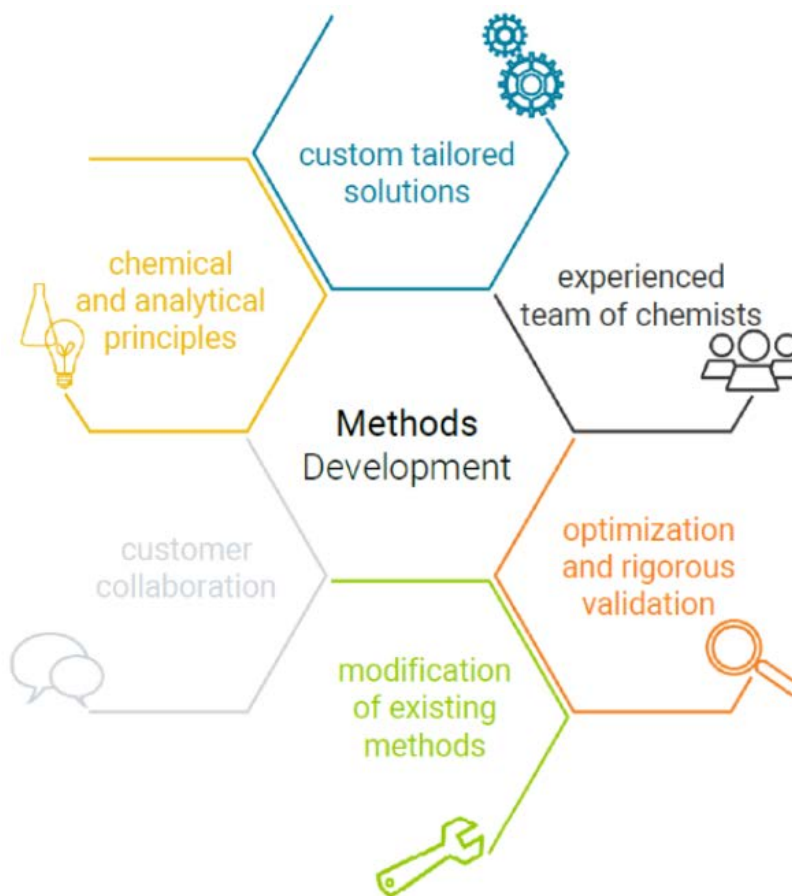 custom tailored
solutions
chemical
and analytical
principles
experienced
team of chemists
Methods
Development
customer
collaboration
optimization
and rigorous
validation
modification
of existing
methods